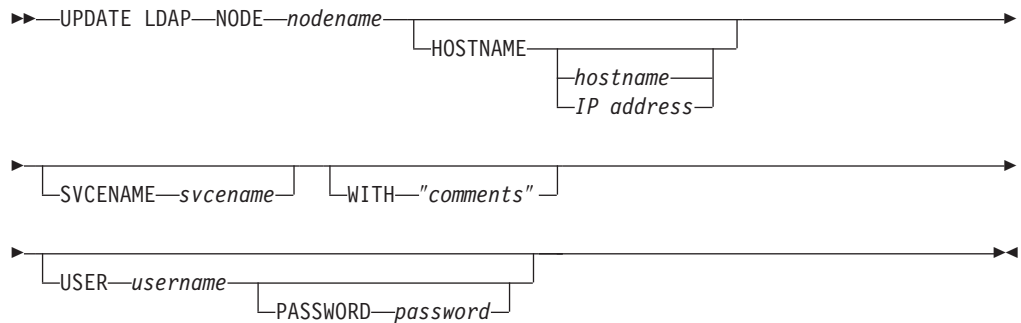 UPDATE LDAP NODE nodename
HOSTNAME
hostname
IP address
SVCENAME svcename
WITH "comments"
USER username
PASSWORD password